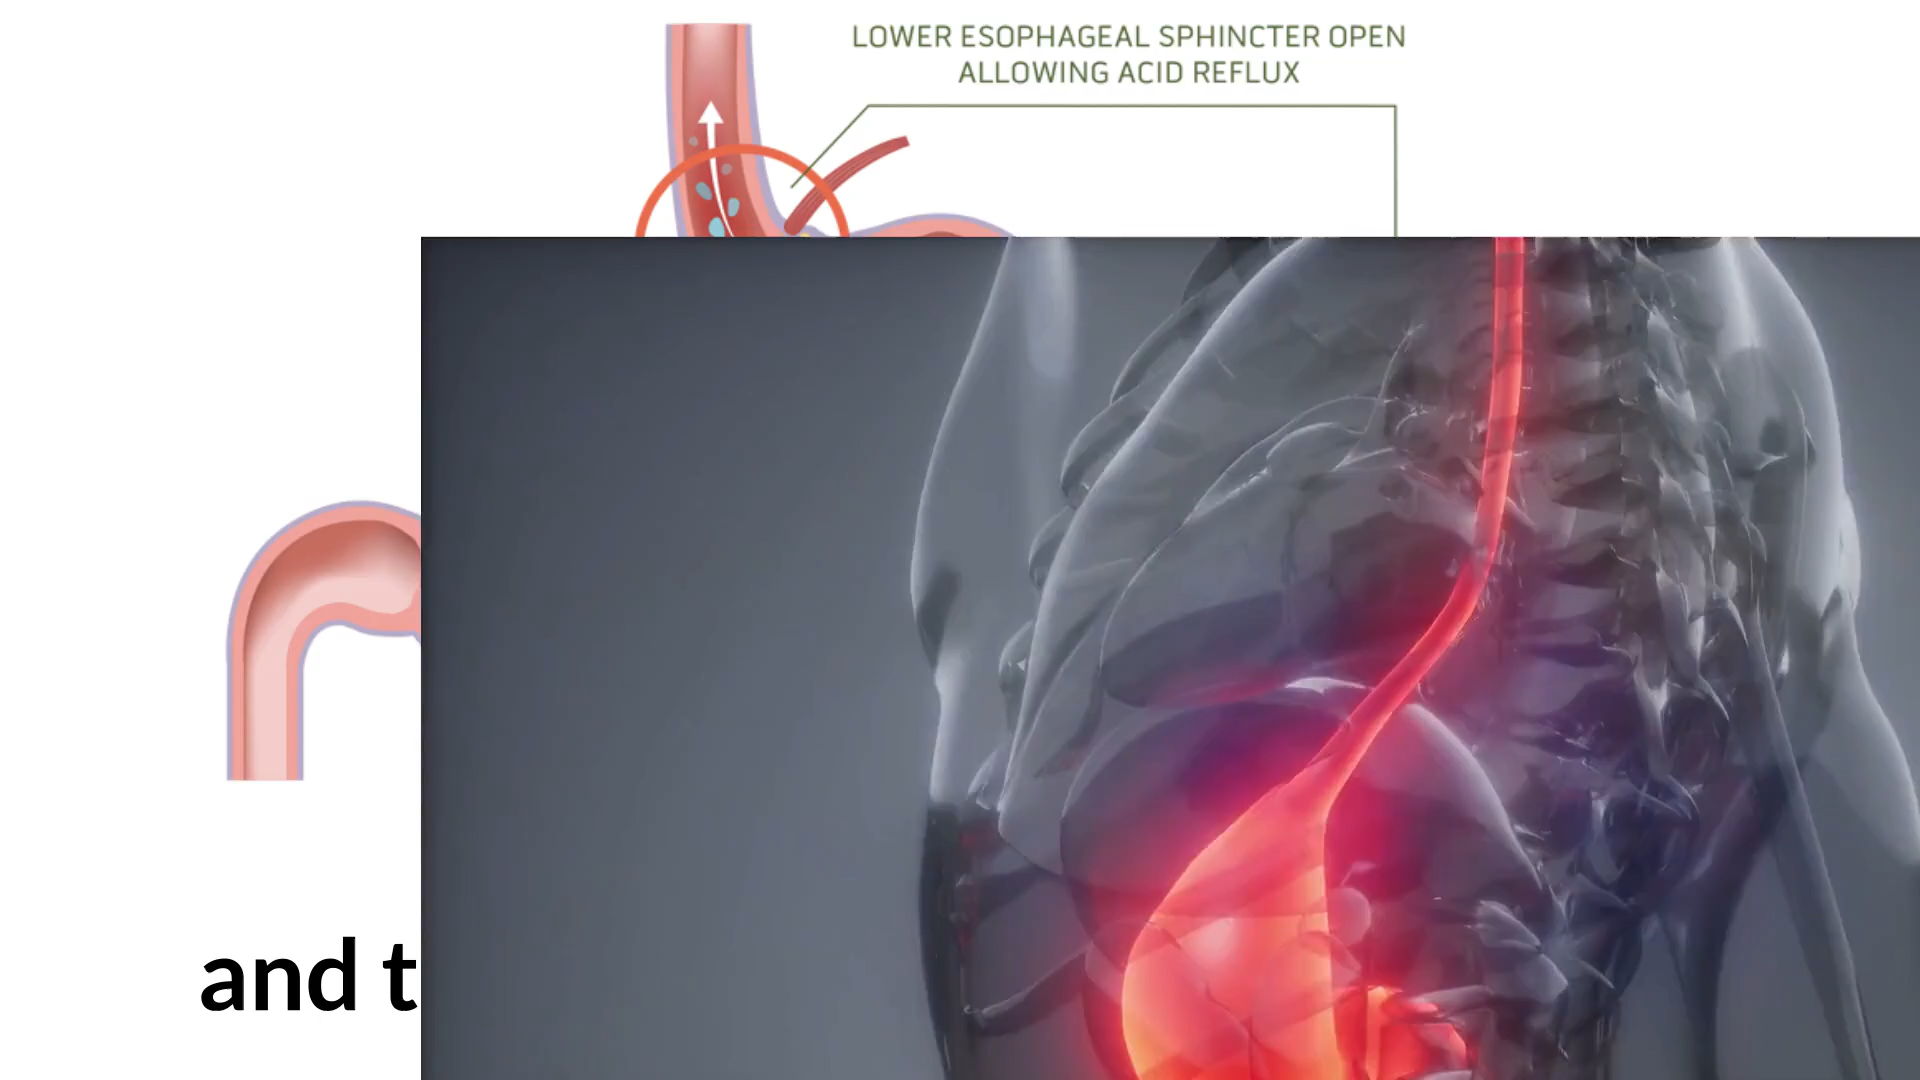 LOWER ESOPHAGEAL SPHINCTER OPEN
ALLOWING ACID REFLUX
and t